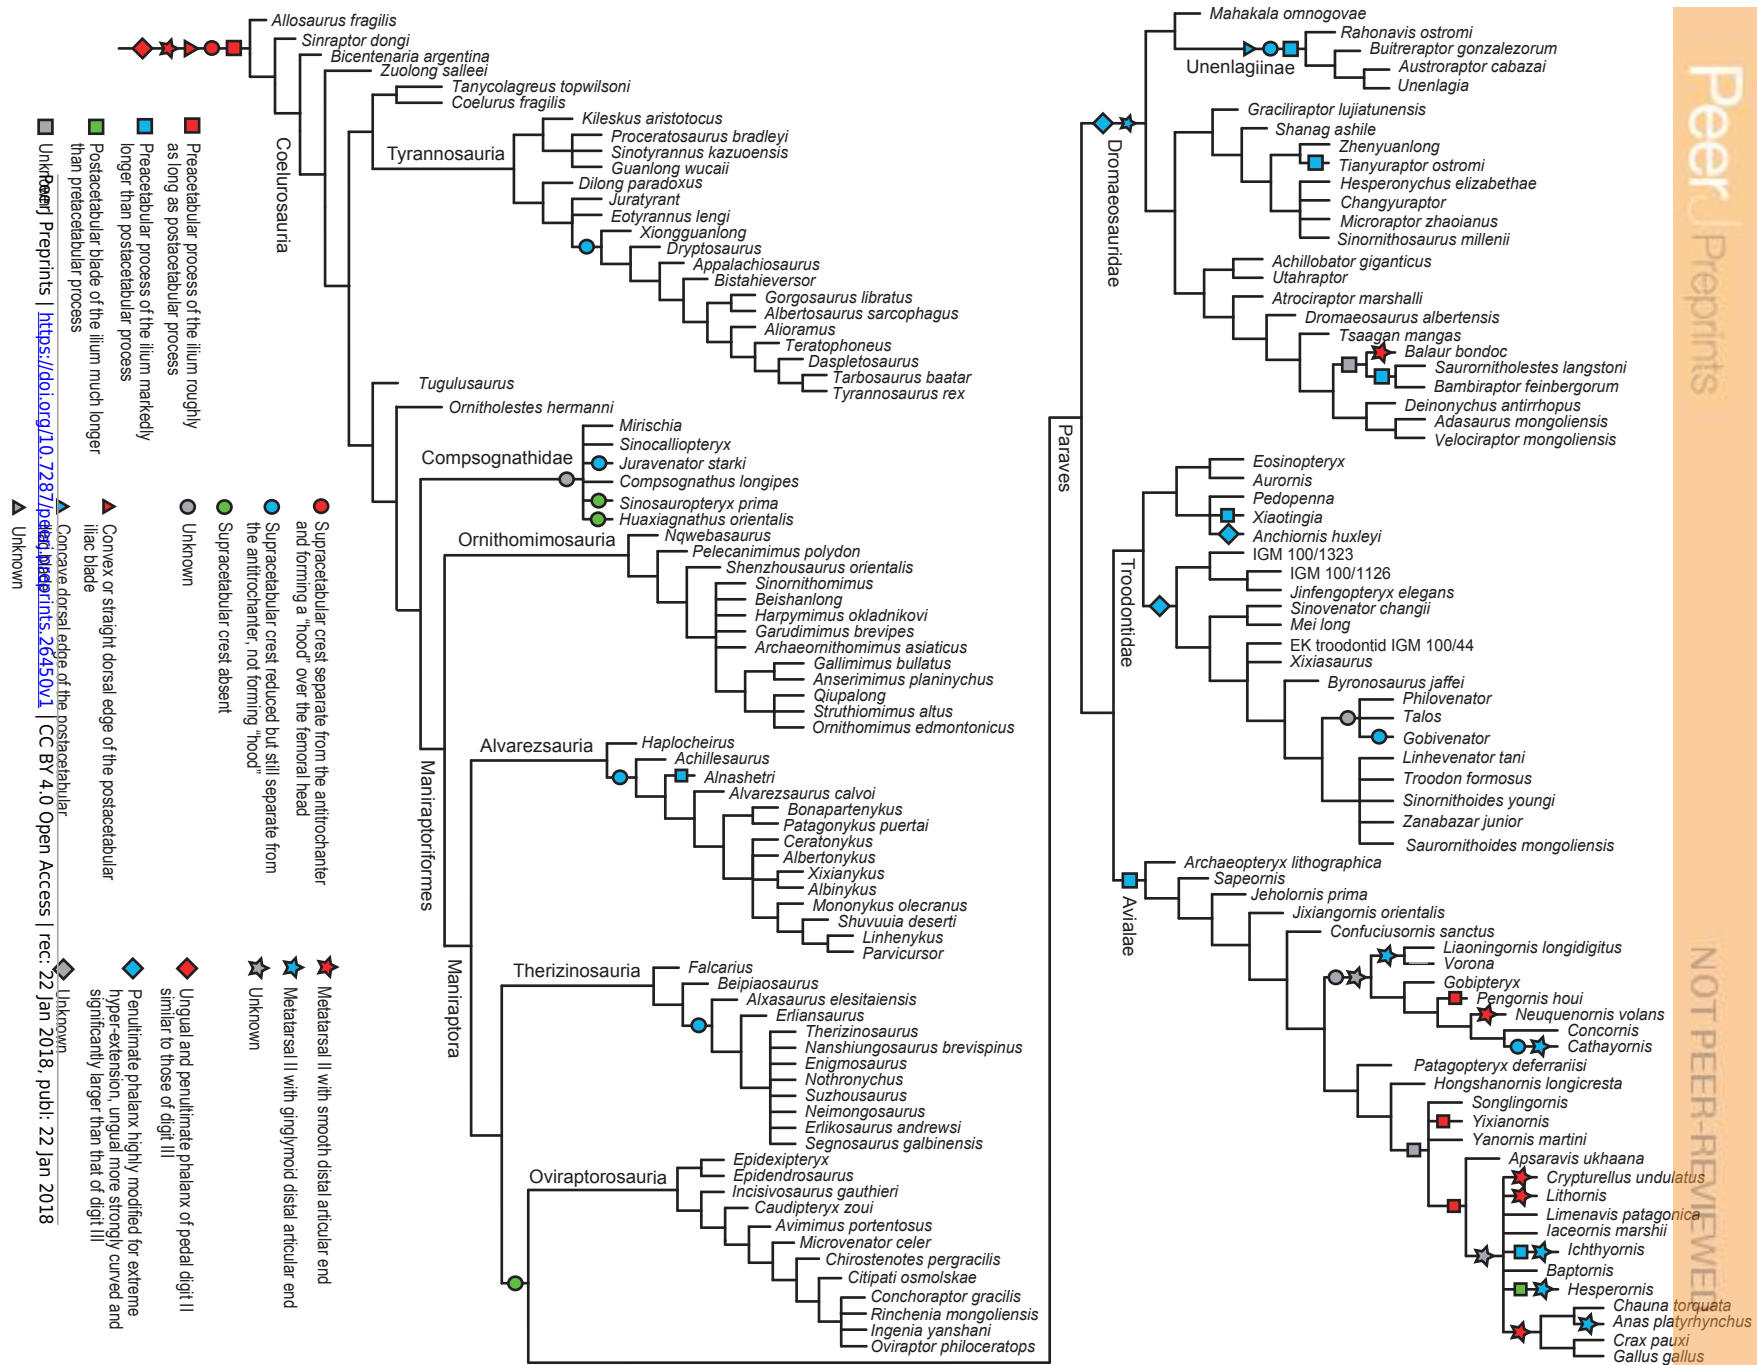 Allosaurus fragilis
Sinraptor dongi
Bicentenaria argentina
Zuolong salleei
Tanycolagreus topwilsoni
Coelurus fragilis
Coelurosauria
Tyrannosauria
Kileskus aristotocus
Proceratosaurus bradleyi
Sinotyrannus kazuoensis
Guanlong wucaii
Dilong paradoxus
Juratyrant
Eotyrannus lengi
Xiongguanlong
Dryptosaurus
Appalachiosaurus
Bistahieversor
Gorgosaurus libratus
Albertosaurus sarcophagus
Alioramus
Teratophoneus
Daspletosaurus
Tarbosaurus baatar
Tyrannosaurus rex
Tugulusaurus
Ornitholestes hermanni
Maniraptoriformes
Compsognathidae
Mirischia
Sinocalliopteryx
Juravenator starki
Compsognathus longipes
Sinosauropteryx prima
Huaxiagnathus orientalis
Ornithomimosauria
Nqwebasaurus
Pelecanimimus polydon
Shenzhousaurus orientalis
Sinornithomimus
Beishanlong
Harpymimus okladnikovi
Garudimimus brevipes
Archaeornithomimus asiaticus
Gallimimus bullatus
Anserimimus planinychus
Qiupalong
Struthiomimus altus
Ornithomimus edmontonicus
Maniraptora
Alvarezsauria
Haplocheirus
Achillesaurus
Alnashetri
Alvarezsaurus calvoi
Bonapartenykus
Patagonykus puertai
Ceratonykus
Albertonykus
Xixianykus
Albinykus
Mononykus olecranus
Shuvuuia deserti
Linhenykus
Parvicursor
Therizinosauria
Falcarius
Beipiaosaurus
Alxasaurus elesitaiensis
Erliansaurus
Therizinosaurus
Nanshiungosaurus brevispinus
Enigmosaurus
Nothronychus
Suzhousaurus
Neimongosaurus
Erlikosaurus andrewsi
Segnosaurus galbinensis
Oviraptorosauria
Epidexipteryx
Epidendrosaurus
Incisivosaurus gauthieri
Caudipteryx zoui
Avimimus portentosus
Microvenator celer
Chirostenotes pergracilis
Citipati osmolskae
Conchoraptor gracilis
Rinchenia mongoliensis
Ingenia yanshani
Oviraptor philoceratops
Paraves
Dromaeosauridae
Mahakala omnogovae
Unenlagiinae
Rahonavis ostromi
Buitreraptor gonzalezorum
Austroraptor cabazai
Unenlagia
Graciliraptor lujiatunensis
Shanag ashile
Zhenyuanlong
Tianyuraptor ostromi
Hesperonychus elizabethae
Changyuraptor
Microraptor zhaoianus
Sinornithosaurus millenii
Achillobator giganticus
Utahraptor
Atrociraptor marshalli
Dromaeosaurus albertensis
Tsaagan mangas
Balaur bondoc
Saurornitholestes langstoni
Bambiraptor feinbergorum
Deinonychus antirrhopus
Adasaurus mongoliensis
Velociraptor mongoliensis
Troodontidae
Eosinopteryx
Aurornis
Pedopenna
Xiaotingia
Anchiornis huxleyi
IGM 100/1323
IGM 100/1126
Jinfengopteryx elegans
Sinovenator changii
Mei long
EK troodontid IGM 100/44
Xixiasaurus
Byronosaurus jaffei
Philovenator
Talos
Gobivenator
Linhevenator tani
Troodon formosus
Sinornithoides youngi
Zanabazar junior
Saurornithoides mongoliensis
Avialae
Archaeopteryx lithographica
Sapeornis
Jeholornis prima
Jixiangornis orientalis
Confuciusornis sanctus
Liaoningornis longidigitus
Vorona
Gobipteryx
Pengornis houi
Neuquenornis volans
Concornis
Cathayornis
Patagopteryx deferrariisi
Hongshanornis longicresta
Songlingornis
Yixianornis
Yanornis martini
Apsaravis ukhaana
Crypturellus undulatus
Lithornis
Limenavis patagonica
Iaceornis marshii
Ichthyornis
Baptornis
Hesperornis
Chauna torquata
Anas platyrhynchus
Crax pauxi
Gallus gallus
Preacetabular process of the ilium roughly
as long as postacetabular process
Preacetabular process of the ilium markedly
longer than postacetabular process
Postacetabular blade of the ilium much longer
than pretacetabular process
Unknown
Supracetabular crest separate from the antitrochanter
and forming a "hood" over the femoral head
Supracetabular crest reduced but still separate from
the antitrochanter, not forming "hood"
Supracetabular crest absent
Unknown
Convex or straight dorsal edge of the postacetabular
iliac blade
Concave dorsal edge of the postacetabular
iliac blade
Unknown
Metatarsal II with smooth distal articular end
Metatarsal II with ginglymoid distal articular end
Unknown
Ungual and penultimate phalanx of pedal digit II
similar to those of digit III
Penultimate phalanx highly modified for extreme
hyper-extension, ungual more strongly curved and
significantly larger than that of digit III
Unknown
PeerJ Preprints | https://doi.org/10.7287/peerj.preprints.26450v1 | CC BY 4.0 Open Access | rec: 22 Jan 2018, publ: 22 Jan 2018
PeerJ Preprints
NOT PEER-REVIEWED